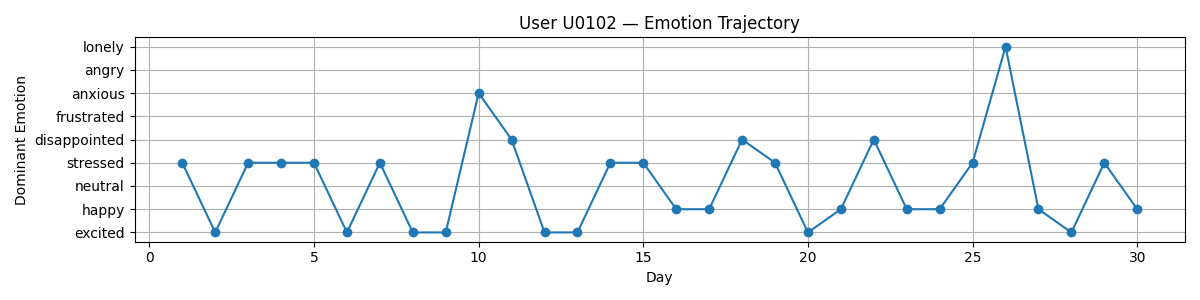 User U0102 — Emotion Trajectory
Dominant Emotion
lonely
angry
anxious
frustrated
disappointed
stressed
neutral
happy
excited
0 5 10 15 20 25 30
Day